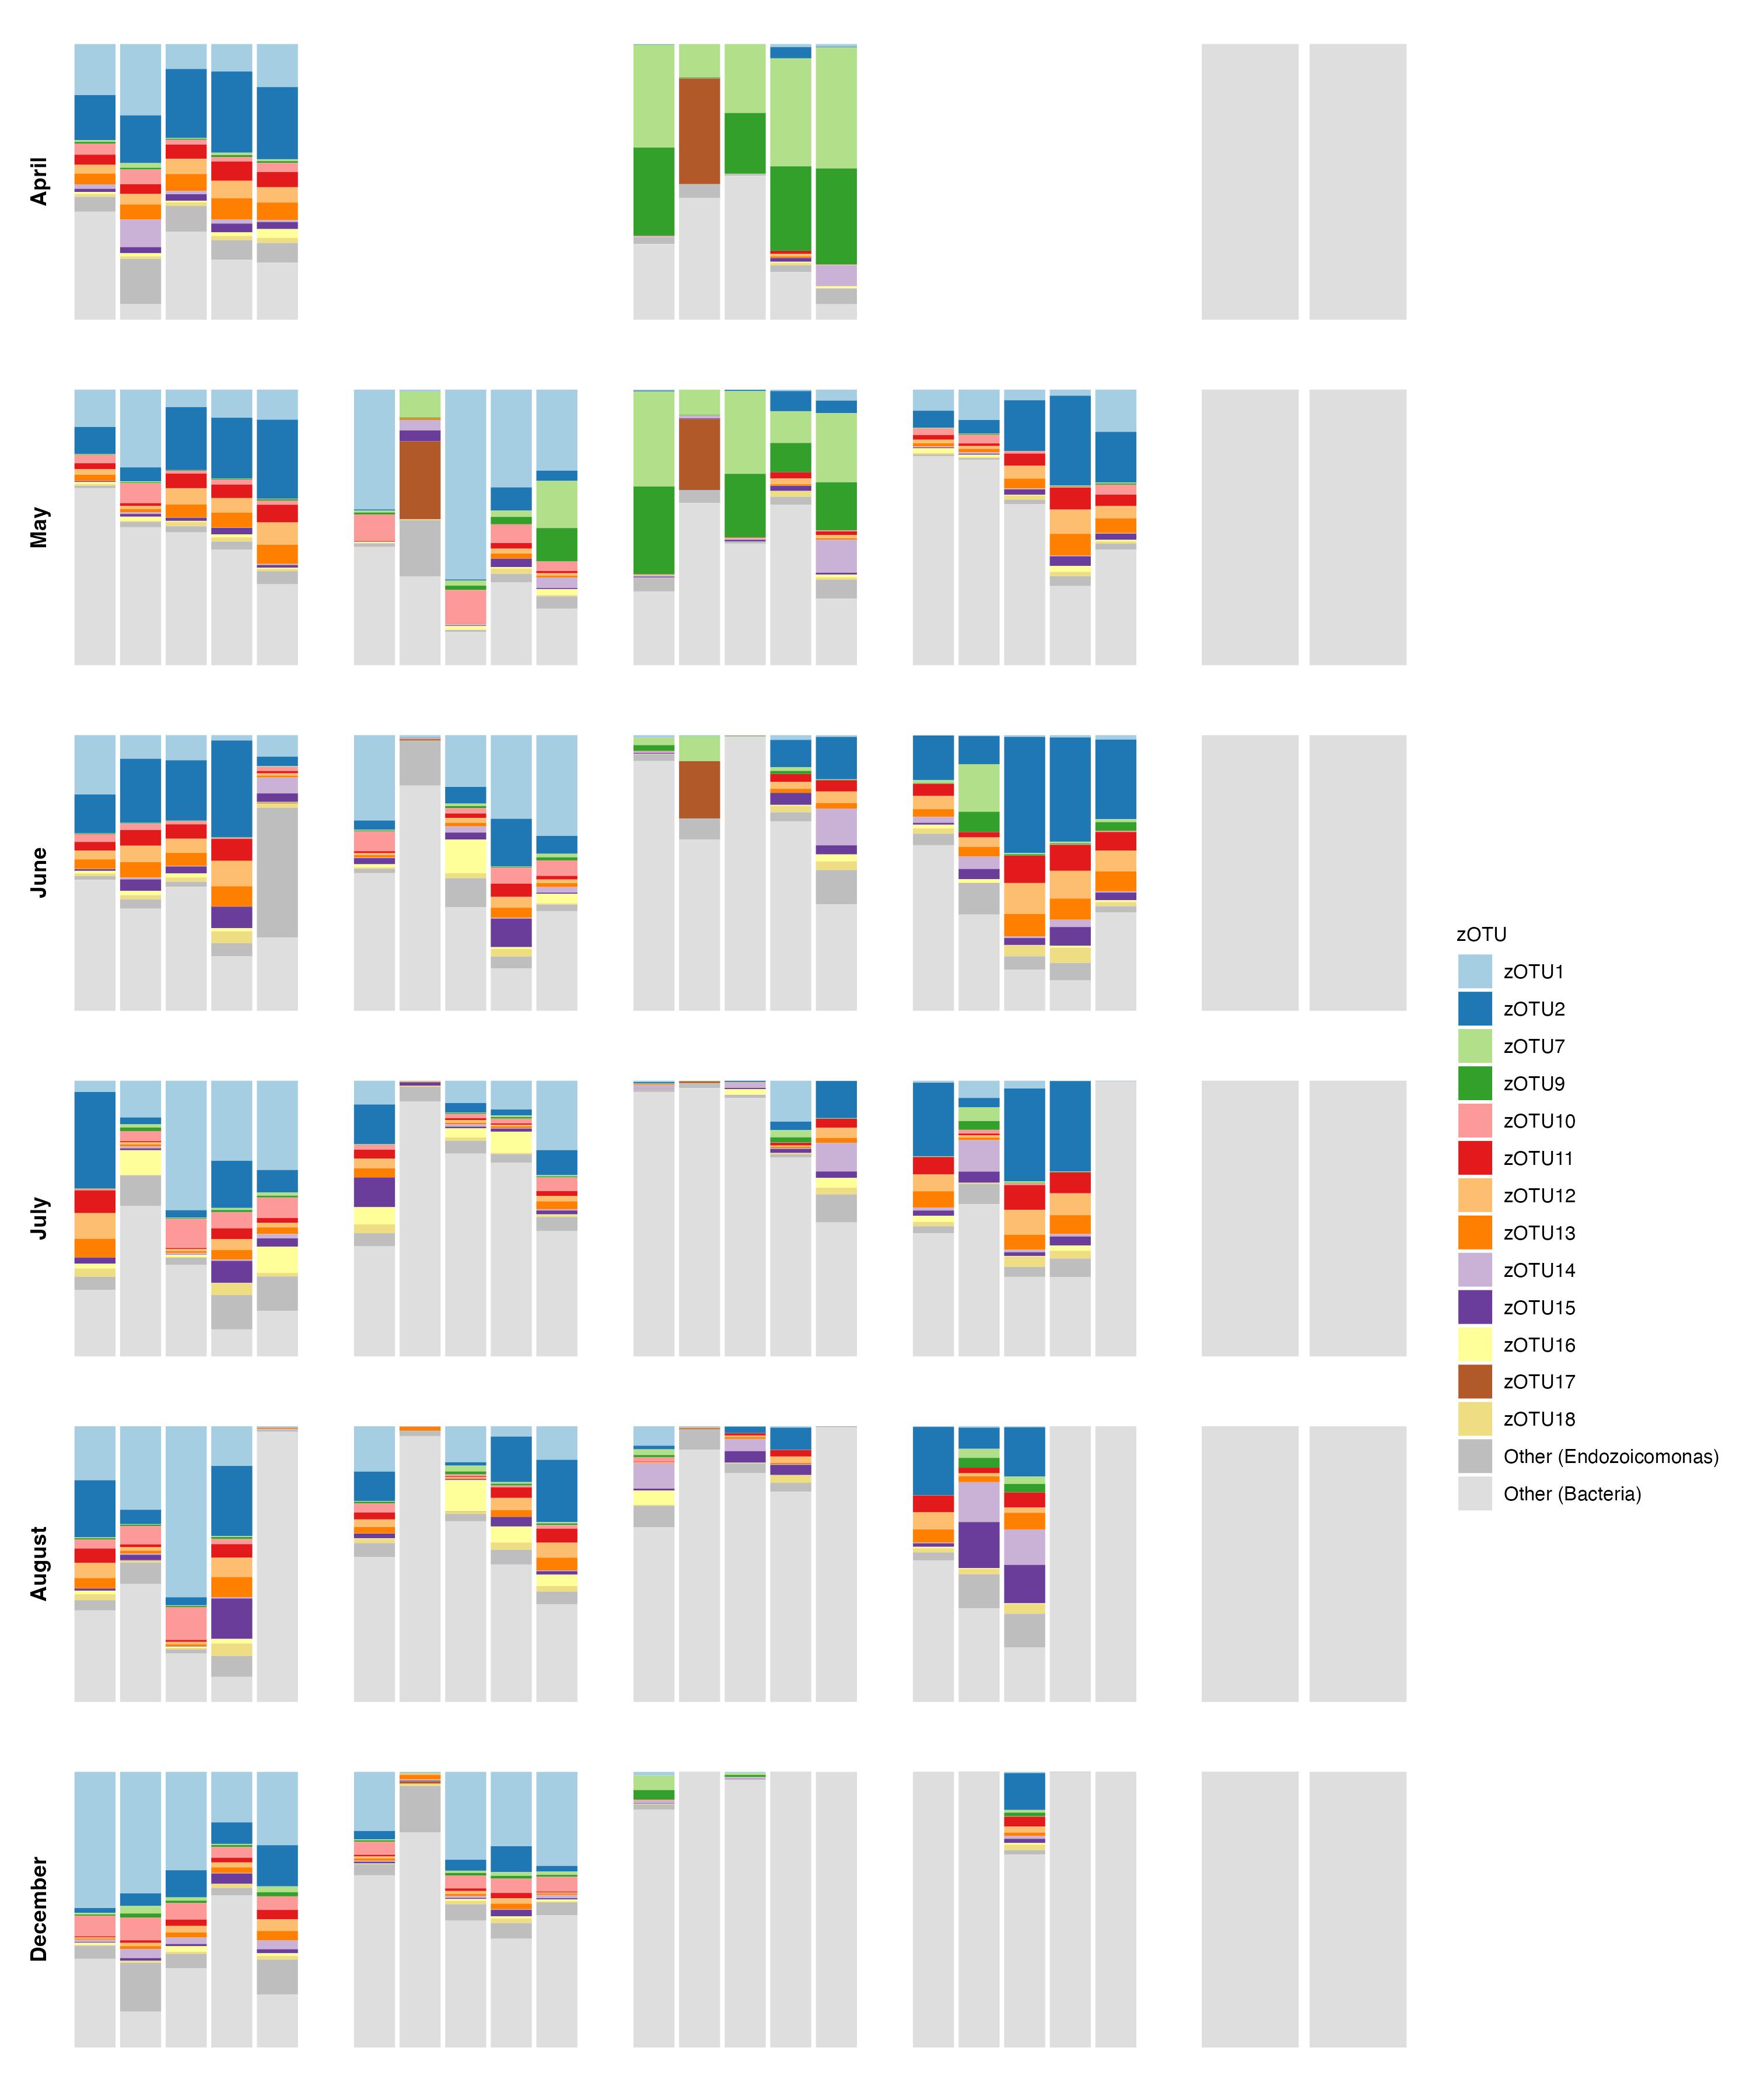 April
May
June
July
August
December
zOTU
zOTU1
zOTU2
zOTU7
zOTU9
zOTU10
zOTU11
zOTU12
zOTU13
zOTU14
zOTU15
zOTU16
zOTU17
zOTU18
Other (Endozoicomonas)
Other (Bacteria)